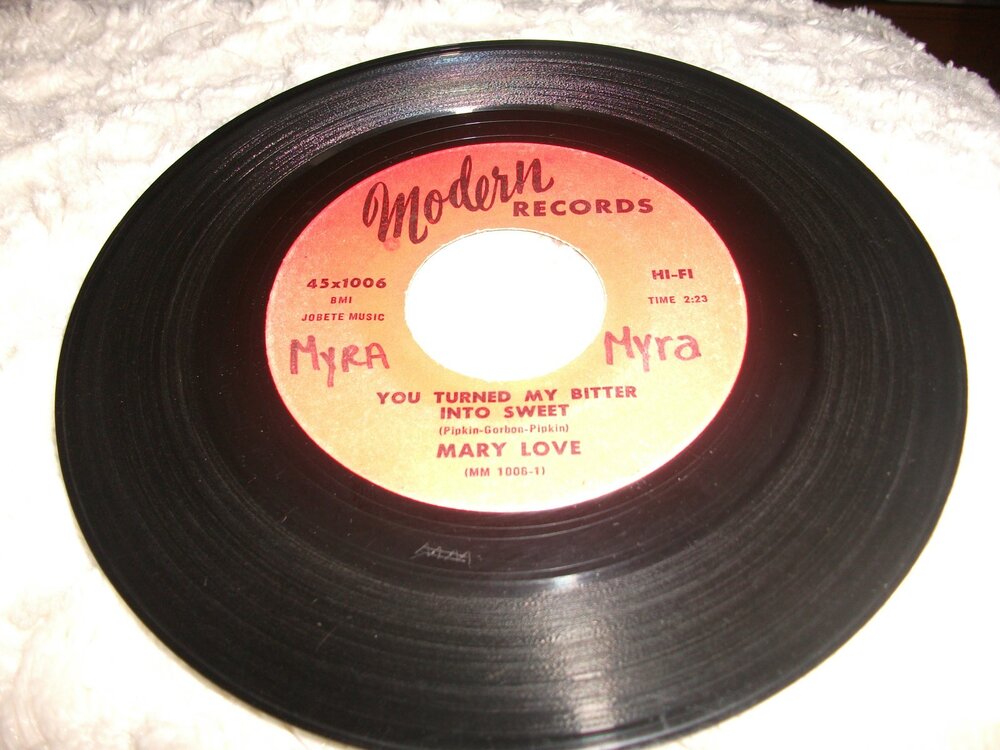 Modern
RECORDS
45x1006
BMI
JOBETE MUSIC
HI-FI
TIME 2:23
MYRA
Myra
YOU TURNED MY BITTER
INTO SWEET
(Pipkin-Gorbon-Pipkin)
MARY LOVE
(MM 1006-1)